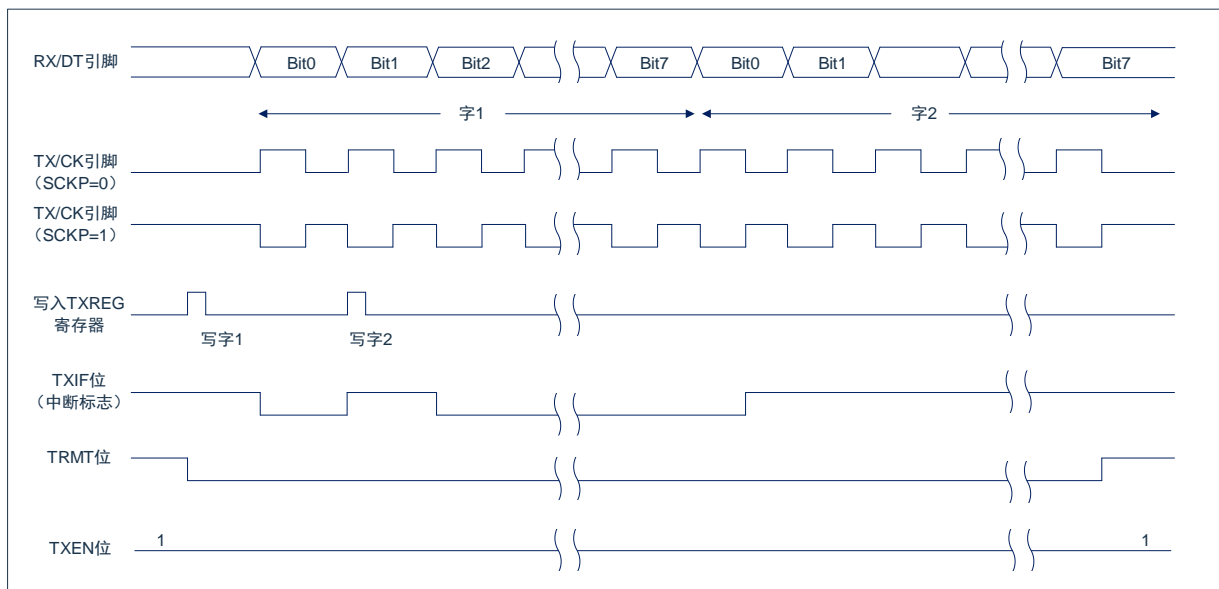 RX/DT引脚
Bit0
Bit1
Bit2
Bit7
Bit0
Bit1
Bit7
字1
字2
TX/CK引脚
（SCKP=0）
TX/CK引脚
（SCKP=1）
写入TXREG
寄存器
写字1
写字2
TXIF位
（中断标志）
TRMT位
TXEN位
1
1